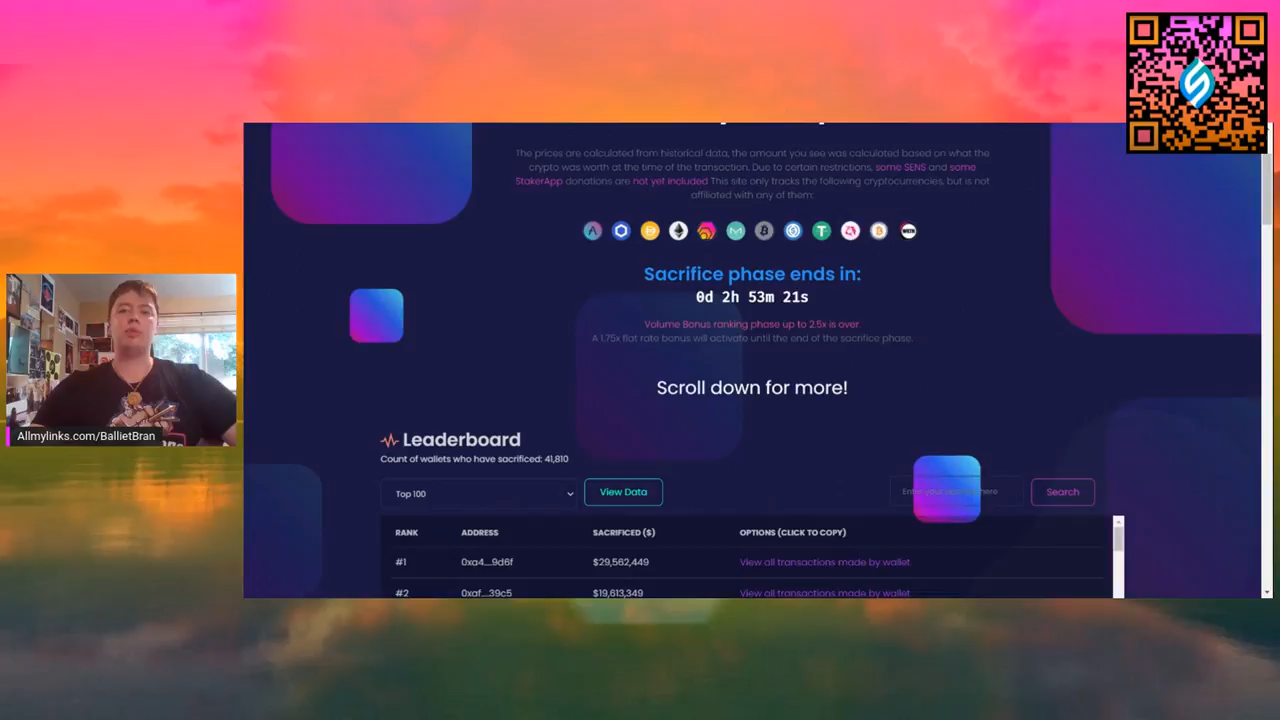 The prices are calculated from historical data, the amount you see was calculated based on what the
crypto was worth at the time of the transaction. Due to certain restrictions, some SENS and some
StakerApp donations are not yet included This site only tracks the following cryptocurrencies, but is not
affiliated with any of them:
Sacrifice phase ends in:
0d 2h 53m 21s
Volume Bonus ranking phase up to 2.5x is over.
A 1.75x flat rate bonus will activate until the end of the sacrifice phase.
Scroll down for more!
Leaderboard
Count of wallets who have sacrificed: 41,810
Top 100
View Data
Search
RANK ADDRESS SACRIFICED ($) OPTIONS (CLICK TO COPY)
#1 0xa4....9d6f $29,562,449 View all transactions made by wallet
#2 0xaf....39c5 $19,613,349 View all transactions made by wallet
Allmylinks.com/BallietBran